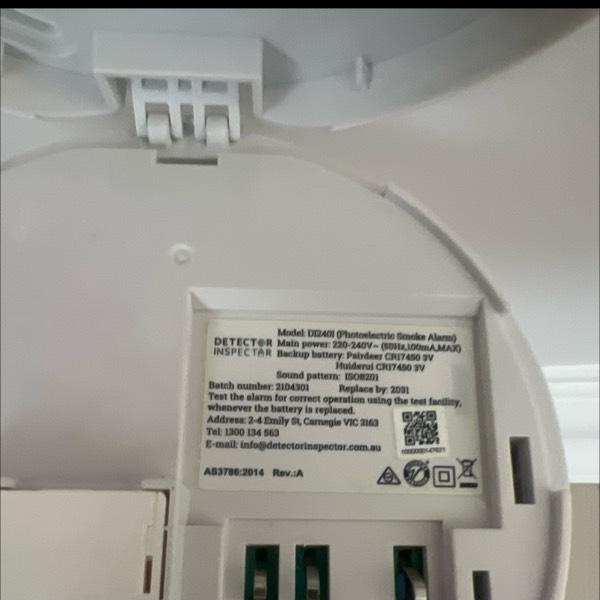 DETECTOR
INSPECTOR
Model: DI240I (Photoelectric Smoke Alarm)
Main power: 220-240V~ (50Hz,100mA,MAX)
Backup battery: Pairdeer CR17450 3V
Huiderui CR17450 3V
Sound pattern: ISO8201
Batch number: 2104301 Replace by: 2031
Test the alarm for correct operation using the test facility,
whenever the battery is replaced.
Address: 2-4 Emily St, Carnegie VIC 3163
Tel: 1300 134 563
E-mail: info@detectorinspector.com.au
AS3786:2014 Rev.:A